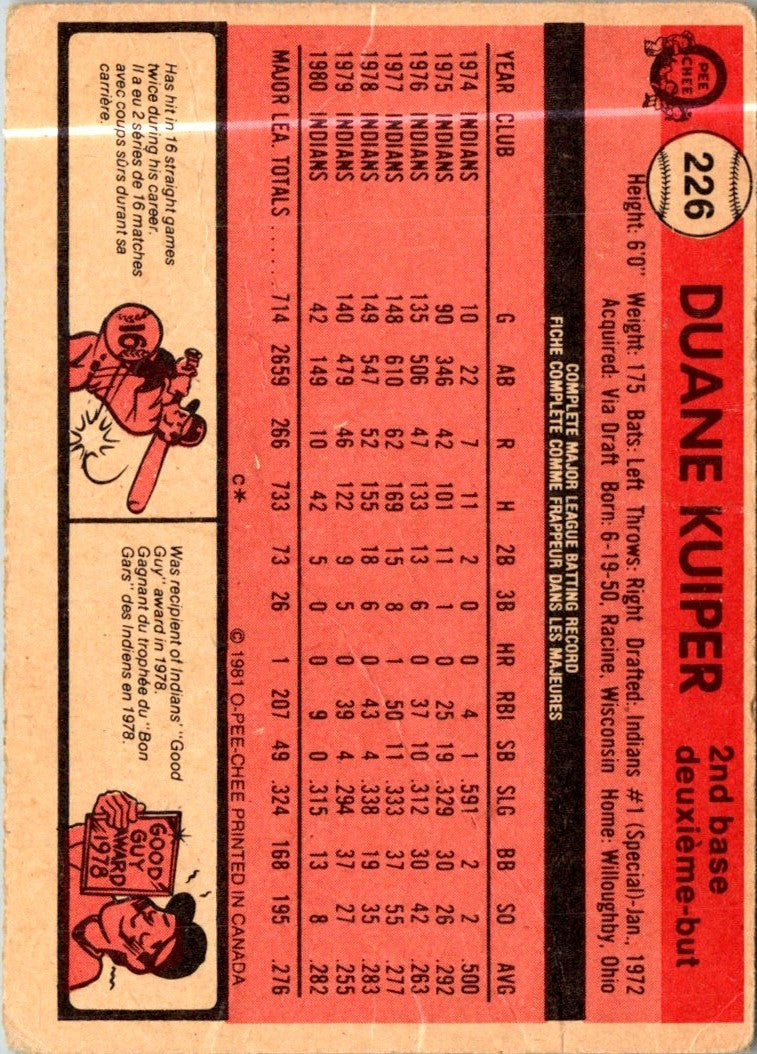 O
PEE
CHEE
226
DUANE KUIPER
2nd base
deuxième-but
Height: 6'0" Weight: 175 Bats: Left Throws: Right Drafted: Indians #1 (Special)-Jan., 1972
Acquired: Via Draft Born: 6-19-50, Racine, Wisconsin Home: Willoughby, Ohio
COMPLETE MAJOR LEAGUE BATTING RECORD
FICHE COMPLETE COMME FRAPPEUR DANS LES MAJEURES
YEAR CLUB G AB R H 2B 3B HR RBI SB SLG BB SO AVG
1974 INDIANS 10 22 7 11 2 0 0 4 1 .591 2 2 .500
1975 INDIANS 90 346 42 101 11 1 0 25 19 .329 30 26 .292
1976 INDIANS 135 506 47 133 13 6 0 37 10 .312 30 42 .263
1977 INDIANS 148 610 62 169 15 8 1 50 11 .333 37 55 .277
1978 INDIANS 149 547 52 155 18 6 0 43 4 .338 19 35 .283
1979 INDIANS 140 479 46 122 9 5 0 39 4 .294 37 27 .255
1980 INDIANS 42 149 10 42 5 0 0 9 0 .315 13 8 .282
MAJOR LEA. TOTALS ...... 714 2659 266 733 73 26 1 207 49 .324 168 195 .276
C* © 1981 O-PEE-CHEE PRINTED IN CANADA
Has hit in 16 straight games
twice during his career.
Il a eu 2 séries de 16 matches
avec coups sûrs durant sa
carrière.
16
Was recipient of Indians' "Good
Guy" award in 1978.
Gagnant du trophée du "Bon
Gars" des Indiens en 1978.
GOOD
GUY
AWARD
1978